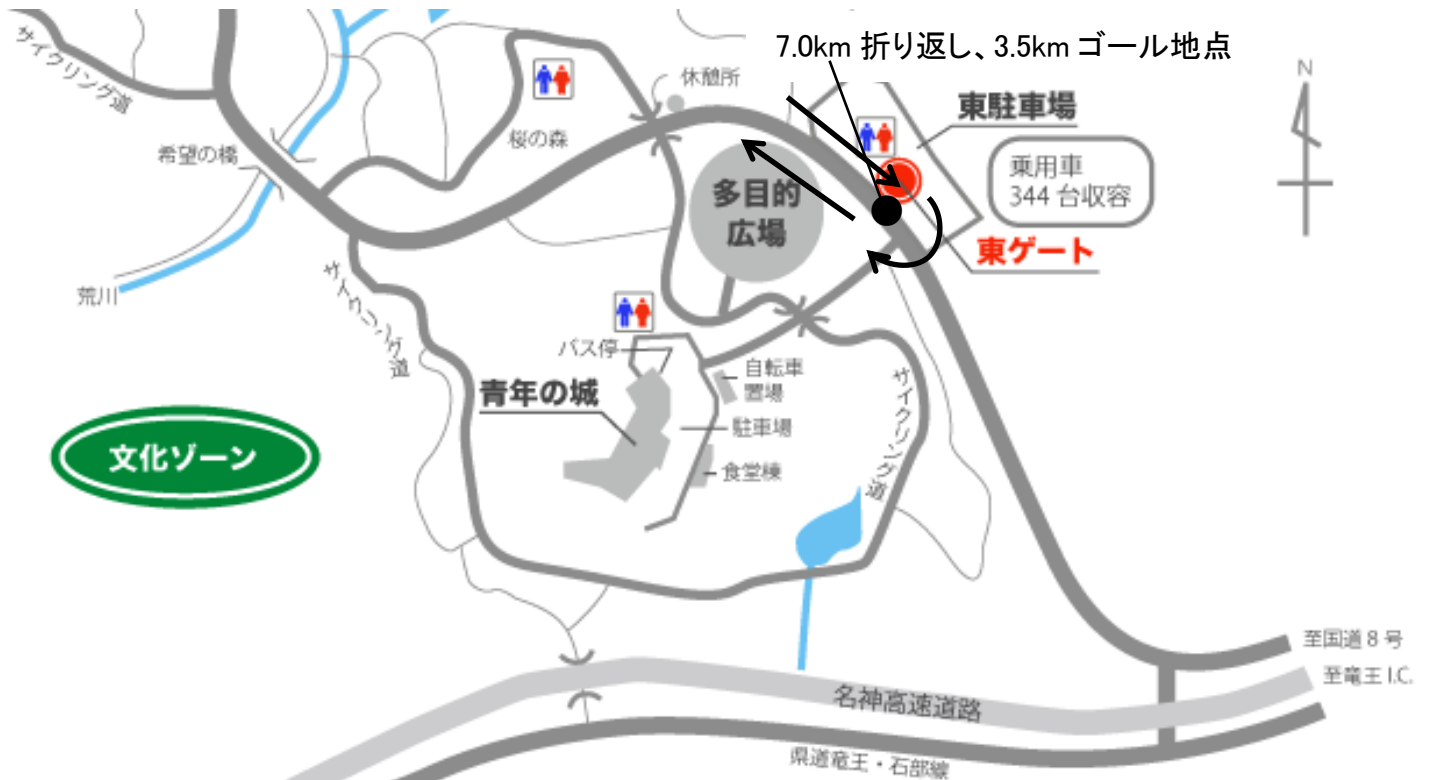 7.0km 折り返し、3.5km ゴール地点
サイクリング道
休憩所
N
東駐車場
桜の森
希望の橋
乗用車
344 台収容
多目的
広場
東ゲート
荒川
サイクリング道
バス停
自転車
置場
サイクリング道
青年の城
駐車場
文化ゾーン
食堂棟
至国道 8 号
至竜王 I.C.
名神高速道路
県道竜王・石部線